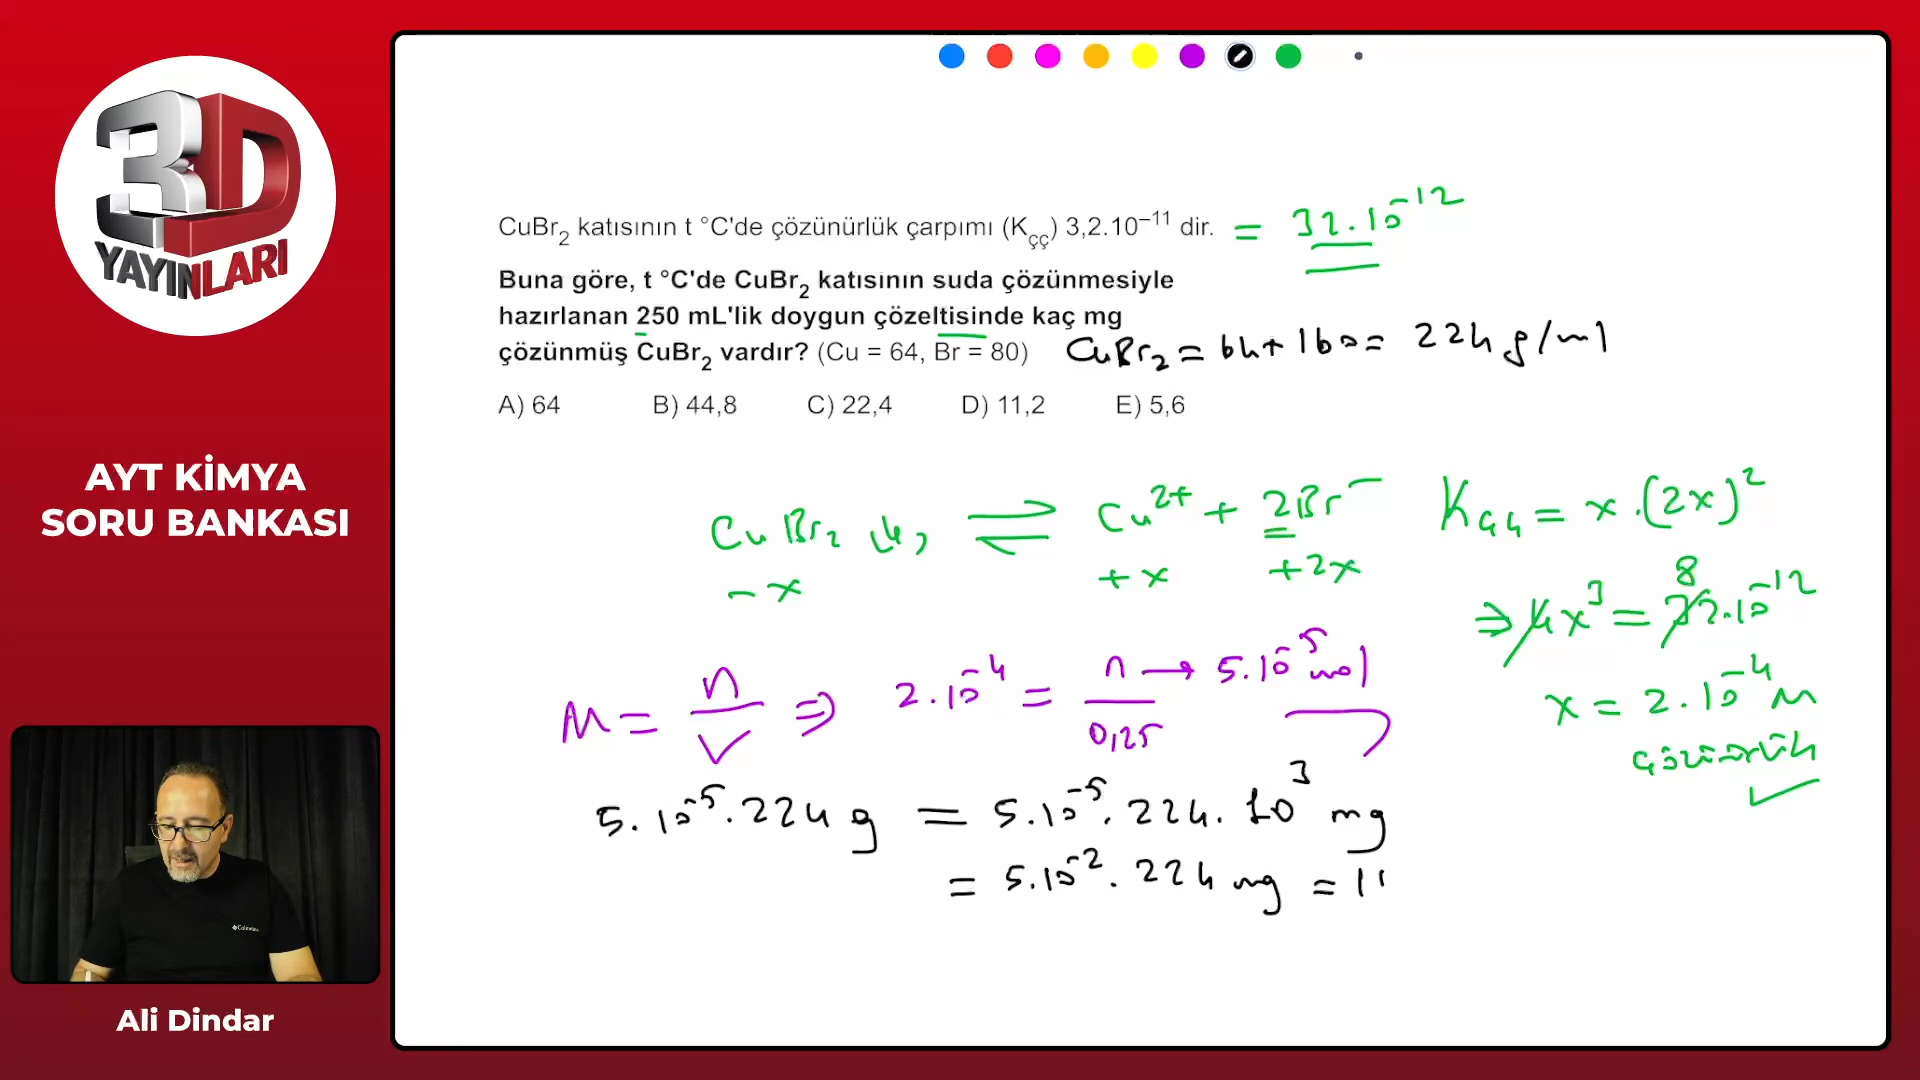 3D
YAYINLARI
AYT KİMYA
SORU BANKASI
Columbia
Ali Dindar
CuBr₂ katısının t °C'de çözünürlük çarpımı (Kçç) 3,2.10⁻¹¹ dir. = 32.10⁻¹²
Buna göre, t °C'de CuBr₂ katısının suda çözünmesiyle
hazırlanan 250 mL'lik doygun çözeltisinde kaç mg
çözünmüş CuBr₂ vardır? (Cu = 64, Br = 80) CuBr₂ = 64 + 160 = 224 g/ml
A) 64 B) 44,8 C) 22,4 D) 11,2 E) 5,6
CuBr₂ (k) ⇌ Cu²⁺ + 2Br⁻ Kçç = x.(2x)²
-x +x +2x
⇒ 4x³ = 32.10⁻¹² 8
x = 2.10⁻⁴ M
çözünürlük
M = n/V ⇒ 2.10⁻⁴ = n/0,25 → 5.10⁻⁵ mol
5.10⁻⁵.224 g = 5.10⁻⁵.224.10³ mg
= 5.10⁻².224 mg = 11